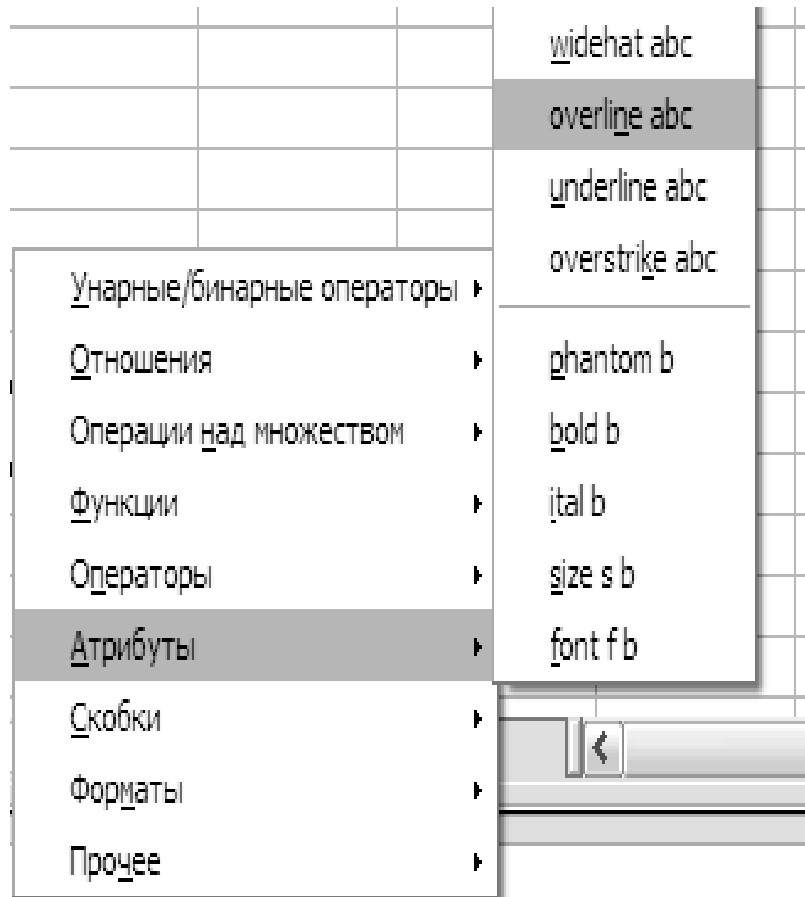 widehat abc
overline abc
underline abc
overstrike abc
phantom b
bold b
ital b
size s b
font f b
Унарные/бинарные операторы
Отношения
Операции над множеством
Функции
Операторы
Атрибуты
Скобки
Форматы
Прочее